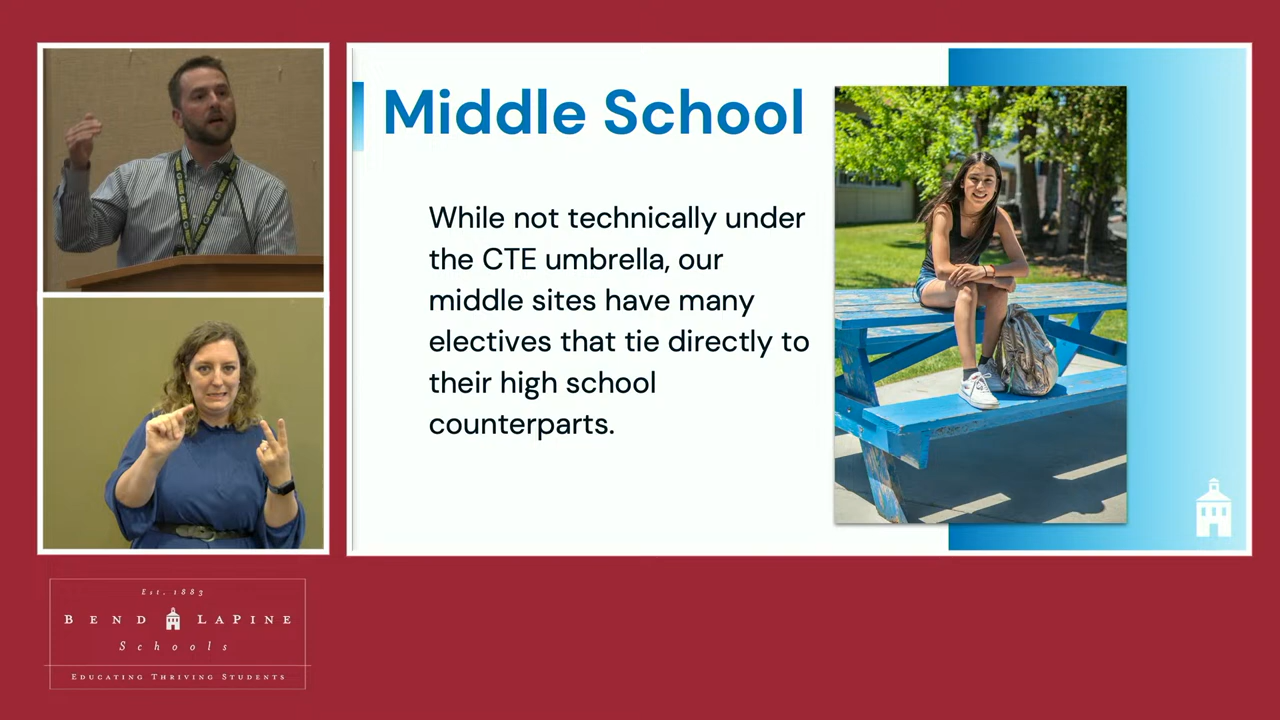 Middle School
While not technically under
the CTE umbrella, our
middle sites have many
electives that tie directly to
their high school
counterparts.
Est. 1883
BEND LAPINE
Schools
EDUCATING THRIVING STUDENTS